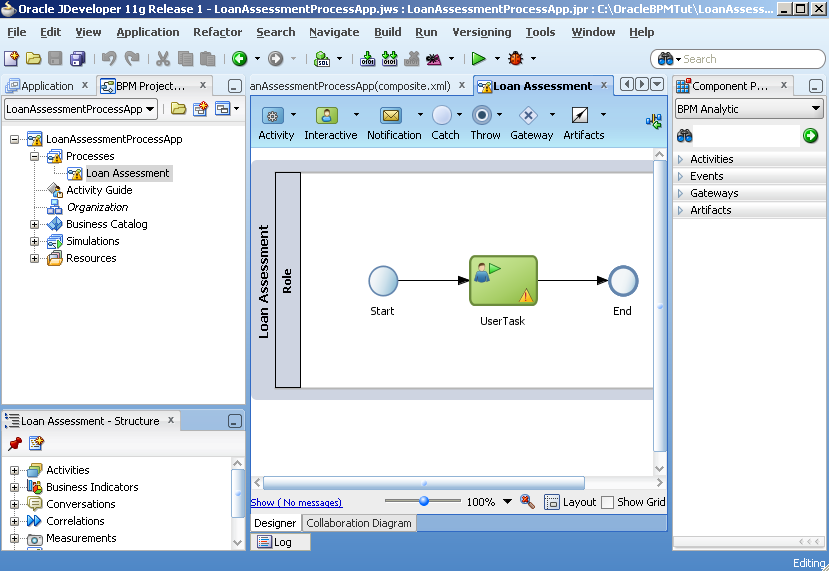 Oracle JDeveloper 11g Release 1 - LoanAssessmentProcessApp.jws : LoanAssessmentProcessApp.jpr : C:\OracleBPMTut\LoanAssess...
File Edit View Application Refactor Search Navigate Build Run Versioning Tools Window Help
Search
Application
BPM Project...
anAssessmentProcessApp(composite.xml)
Loan Assessment
Component P...
LoanAssessmentProcessApp
BPM Analytic
Activity Interactive Notification Catch Throw Gateway Artifacts
LoanAssessmentProcessApp
Processes
Loan Assessment
Activity Guide
Organization
Business Catalog
Simulations
Resources
Loan Assessment
Role
Start
UserTask
End
Activities
Events
Gateways
Artifacts
Loan Assessment - Structure
Activities
Business Indicators
Conversations
Correlations
Measurements
Show ( No messages)
100%
Layout
Show Grid
Designer
Collaboration Diagram
Log
Editing